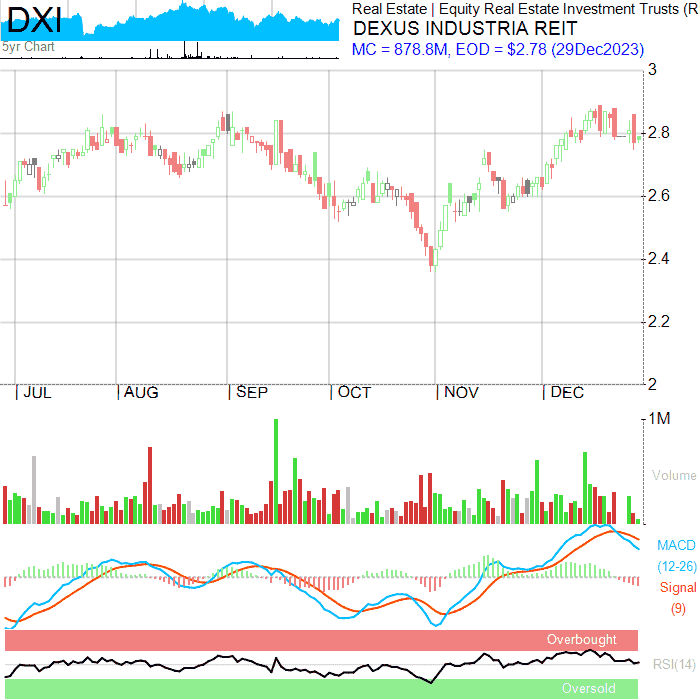 DXI
5yr Chart
Real Estate | Equity Real Estate Investment Trusts (R
DEXUS INDUSTRIA REIT
MC = 878.8M, EOD = $2.78 (29Dec2023)
3
2.8
2.6
2.4
2.2
2
JUL AUG SEP OCT NOV DEC
1M
Volume
MACD
(12-26)
Signal
(9)
Overbought
RSI(14)
Oversold